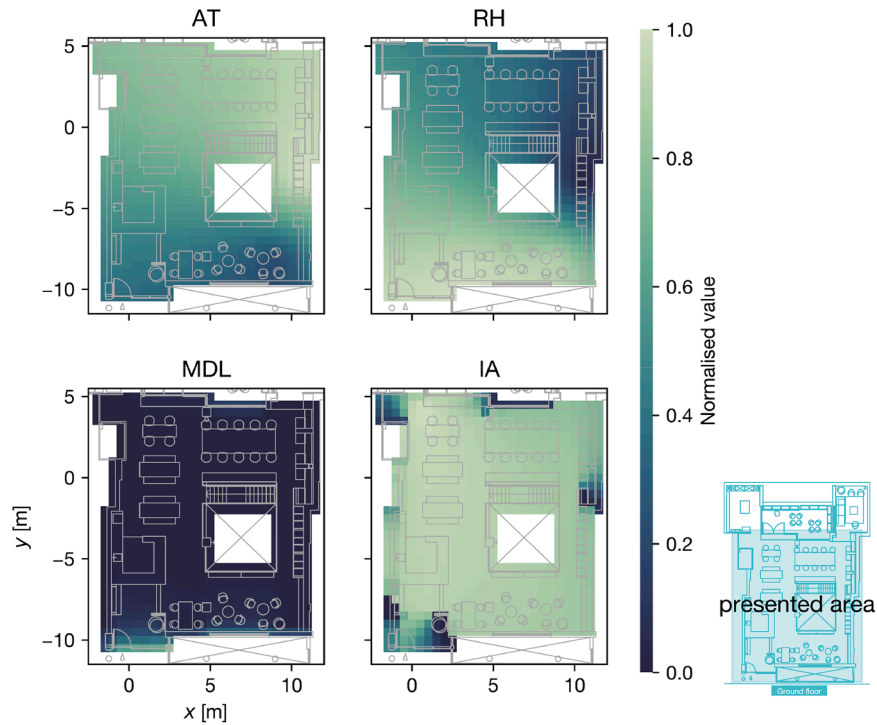 AT
RH
5
0
−5
−10
1.0
0.8
0.6
0.4
0.2
0.0
Normalised value
MDL
IA
5
0
−5
−10
y [m]
0
5
10
0
5
10
x [m]
presented area
Ground floor